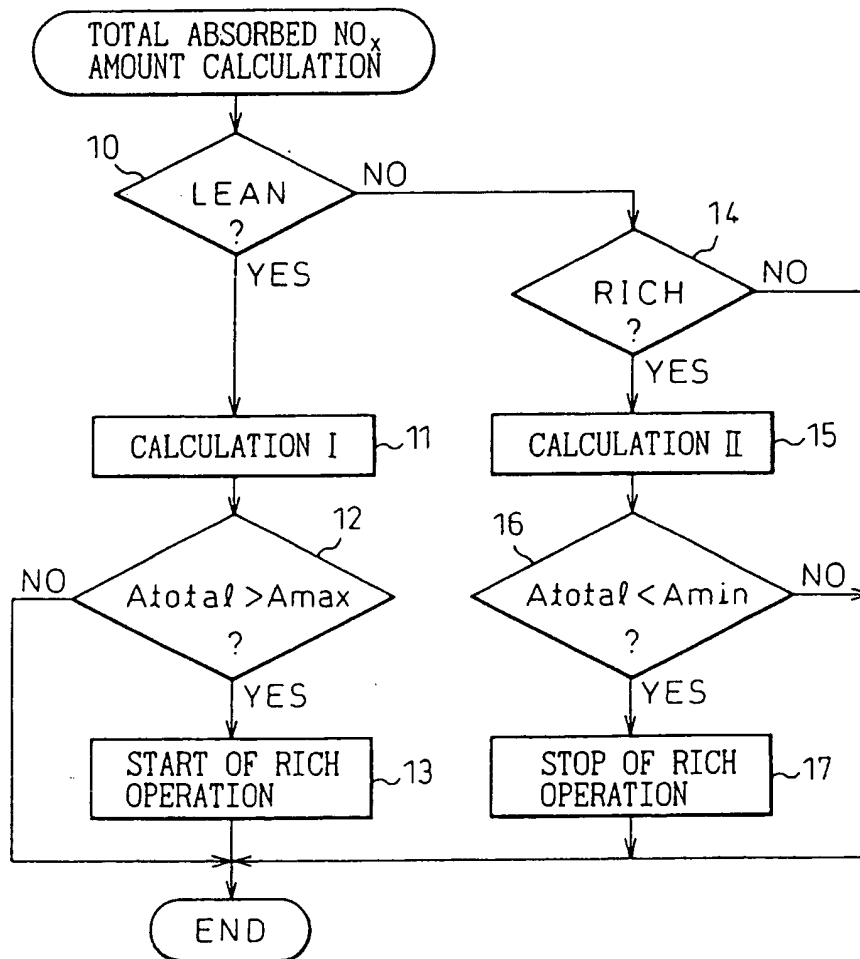 TOTAL ABSORBED NOx
AMOUNT CALCULATION
10
LEAN
?
NO
YES
14
RICH
?
NO
YES
CALCULATION I
11
CALCULATION II
15
12
NO
Atotal>Amax
?
YES
16
Atotal<Amin
?
NO
YES
START OF RICH
OPERATION
13
STOP OF RICH
OPERATION
17
END